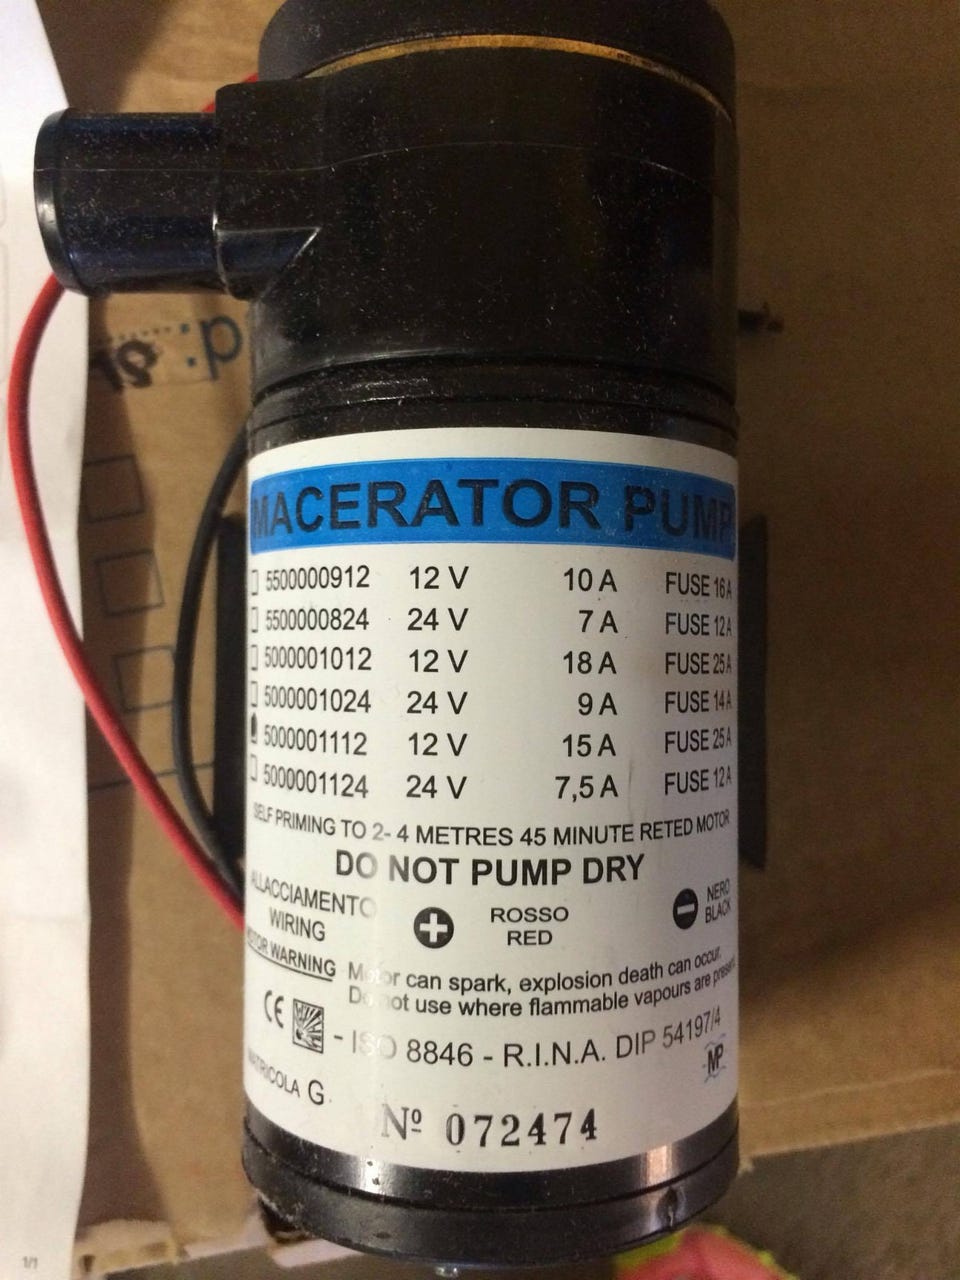 MACERATOR PUMP
5500000912 12 V 10 A FUSE 16 A
5500000824 24 V 7 A FUSE 12 A
5000001012 12 V 18 A FUSE 25 A
5000001024 24 V 9 A FUSE 14 A
5000001112 12 V 15 A FUSE 25 A
5000001124 24 V 7,5 A FUSE 12 A
SELF PRIMING TO 2- 4 METRES 45 MINUTE RETED MOTOR
DO NOT PUMP DRY
ALLACCIAMENTO
WIRING
+ ROSSO
RED
- NERO
BLACK
MOTOR WARNING
Motor can spark, explosion death can occur.
Do not use where flammable vapours are present
CE - ISO 8846 - R.I.N.A. DIP 54197/4
MP
MATRICOLA G.
Nº 072474
d:
1/1